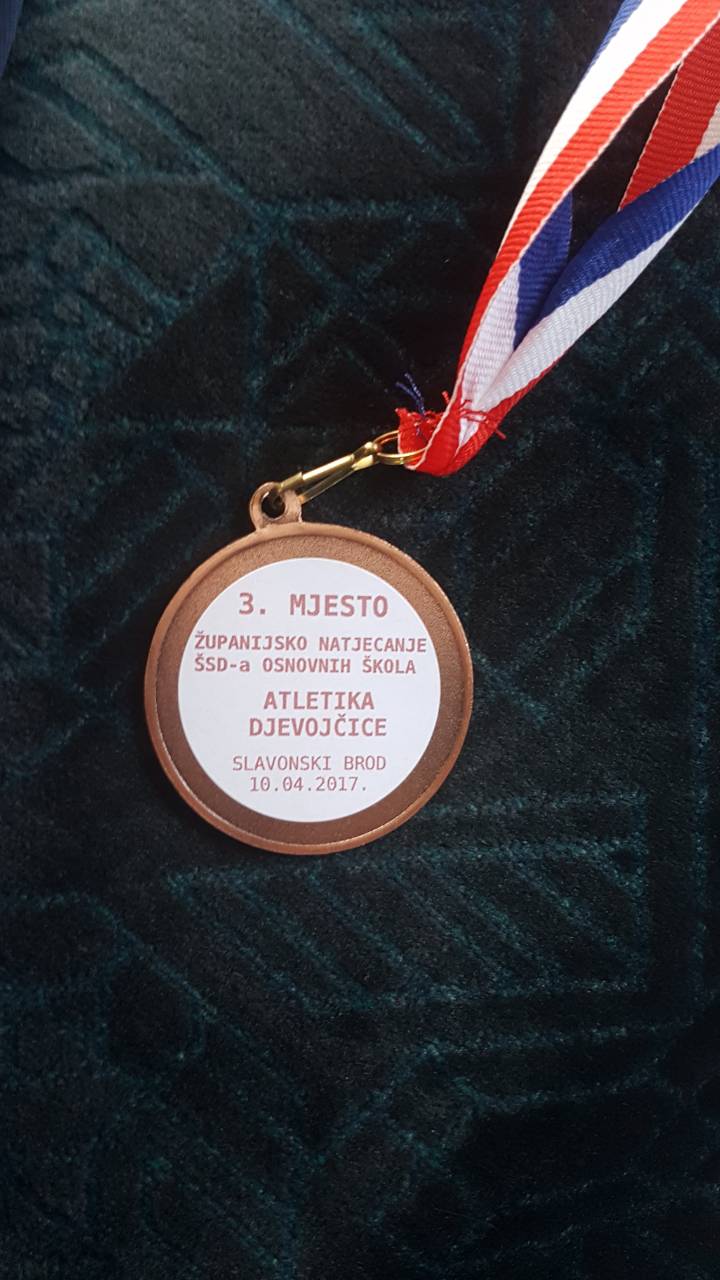 3. MJESTO
ŽUPANIJSKO NATJECANJE
ŠSD-a OSNOVNIH ŠKOLA
ATLETIKA
DJEVOJČICE
SLAVONSKI BROD
10.04.2017.